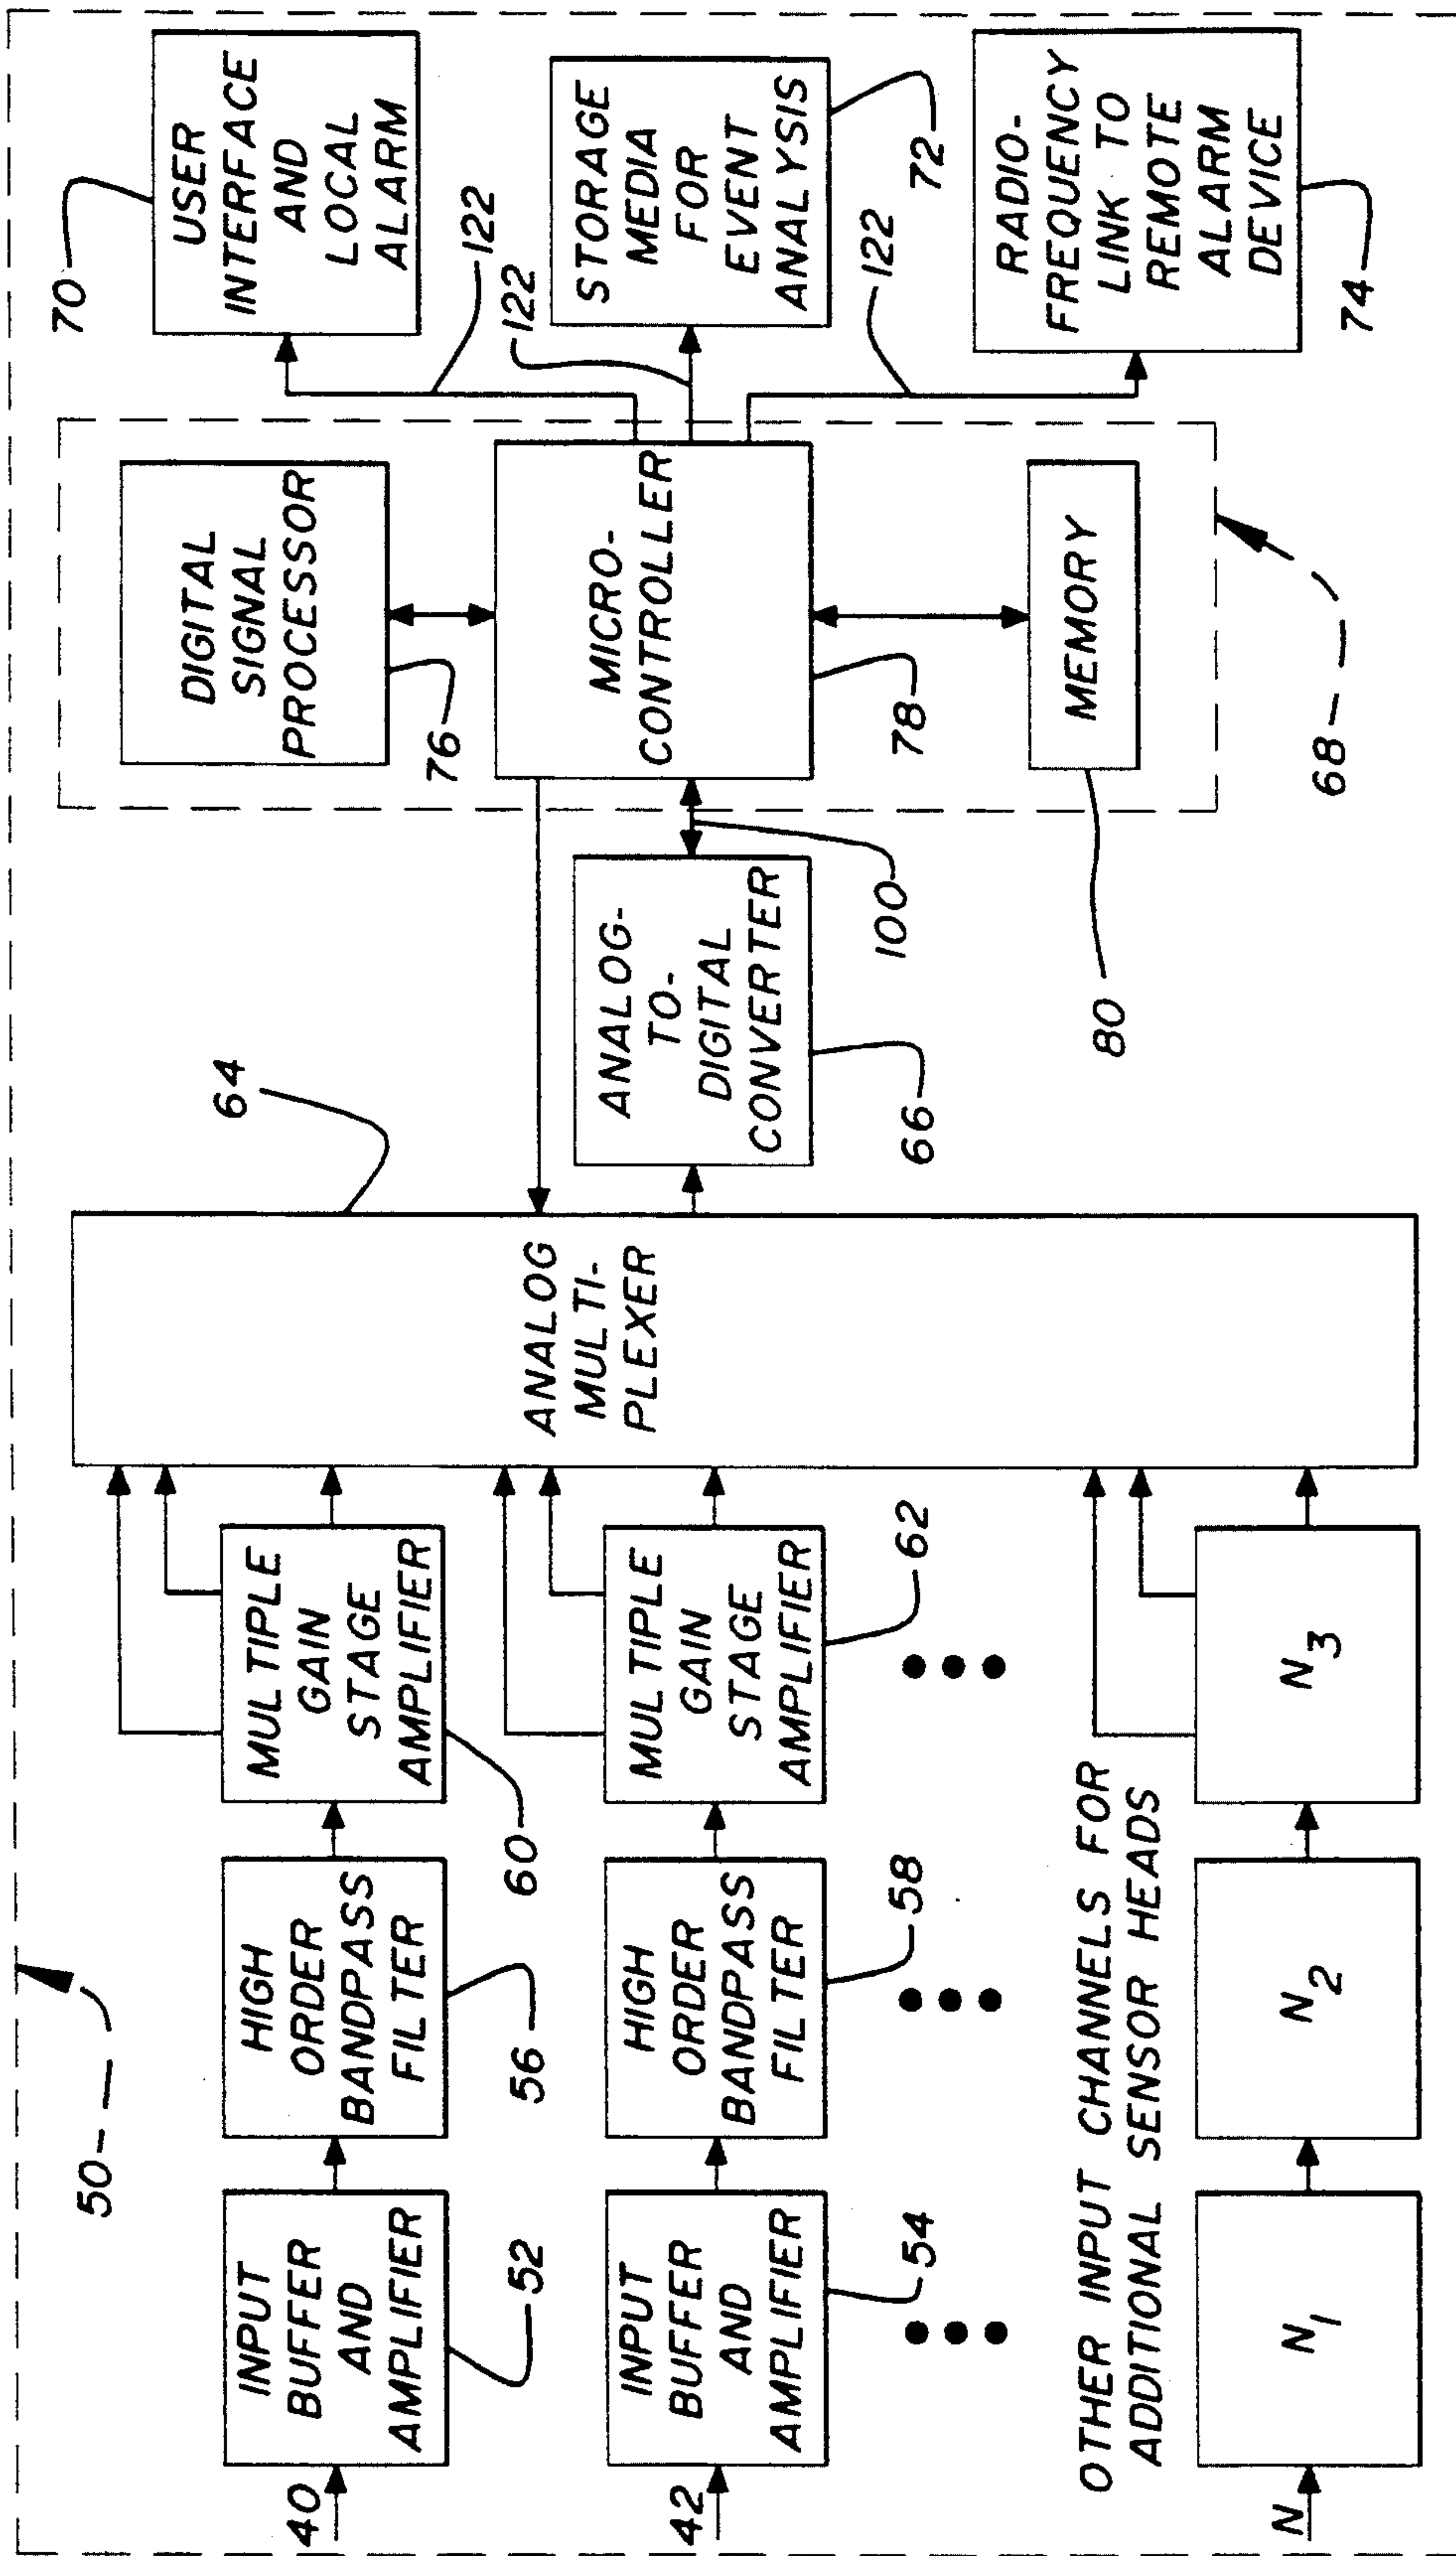 50
40
INPUT
BUFFER
AND
AMPLIFIER
52
HIGH
ORDER
BANDPASS
FILTER
56
MULTIPLE
GAIN
STAGE
AMPLIFIER
60
42
INPUT
BUFFER
AND
AMPLIFIER
54
HIGH
ORDER
BANDPASS
FILTER
58
MULTIPLE
GAIN
STAGE
AMPLIFIER
62
OTHER INPUT CHANNELS FOR
ADDITIONAL SENSOR HEADS
N
N1
N2
N3
ANALOG
MULTI-
PLEXER
64
ANALOG-
TO-
DIGITAL
CONVERTER
66
100
DIGITAL
SIGNAL
PROCESSOR
76
MICRO-
CONTROLLER
78
MEMORY
80
68
70
USER
INTERFACE
AND
LOCAL
ALARM
122
122
STORAGE
MEDIA
FOR
EVENT
ANALYSIS
72
122
RADIO-
FREQUENCY
LINK TO
REMOTE
ALARM
DEVICE
74